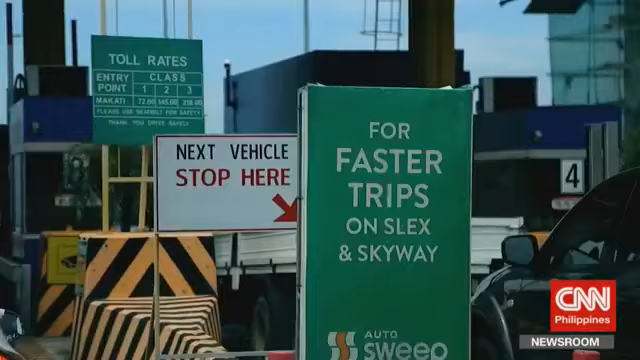 TOLL RATES
ENTRY POINT CLASS
1 2 3
MAKATI 72.00 145.00 218.00
PLEASE USE SEATBELT FOR SAFETY
THANK YOU DRIVE SAFELY
NEXT VEHICLE
STOP HERE
FOR
FASTER
TRIPS
ON SLEX
& SKYWAY
AUTO
sweep
4
CNN
Philippines
NEWSROOM